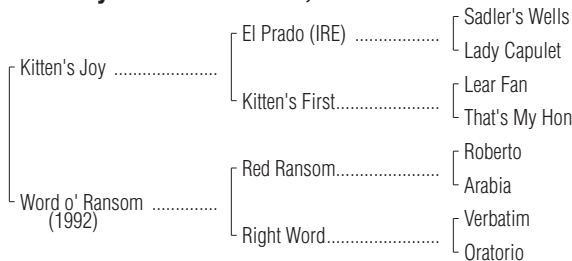 Sadler's Wells
El Prado (IRE) ..................
Lady Capulet
Kitten's Joy ......................
Lear Fan
Kitten's First......................
That's My Hon
Roberto
Red Ransom......................
Arabia
Word o' Ransom ..............
(1992)
Verbatim
Right Word........................
Oratorio